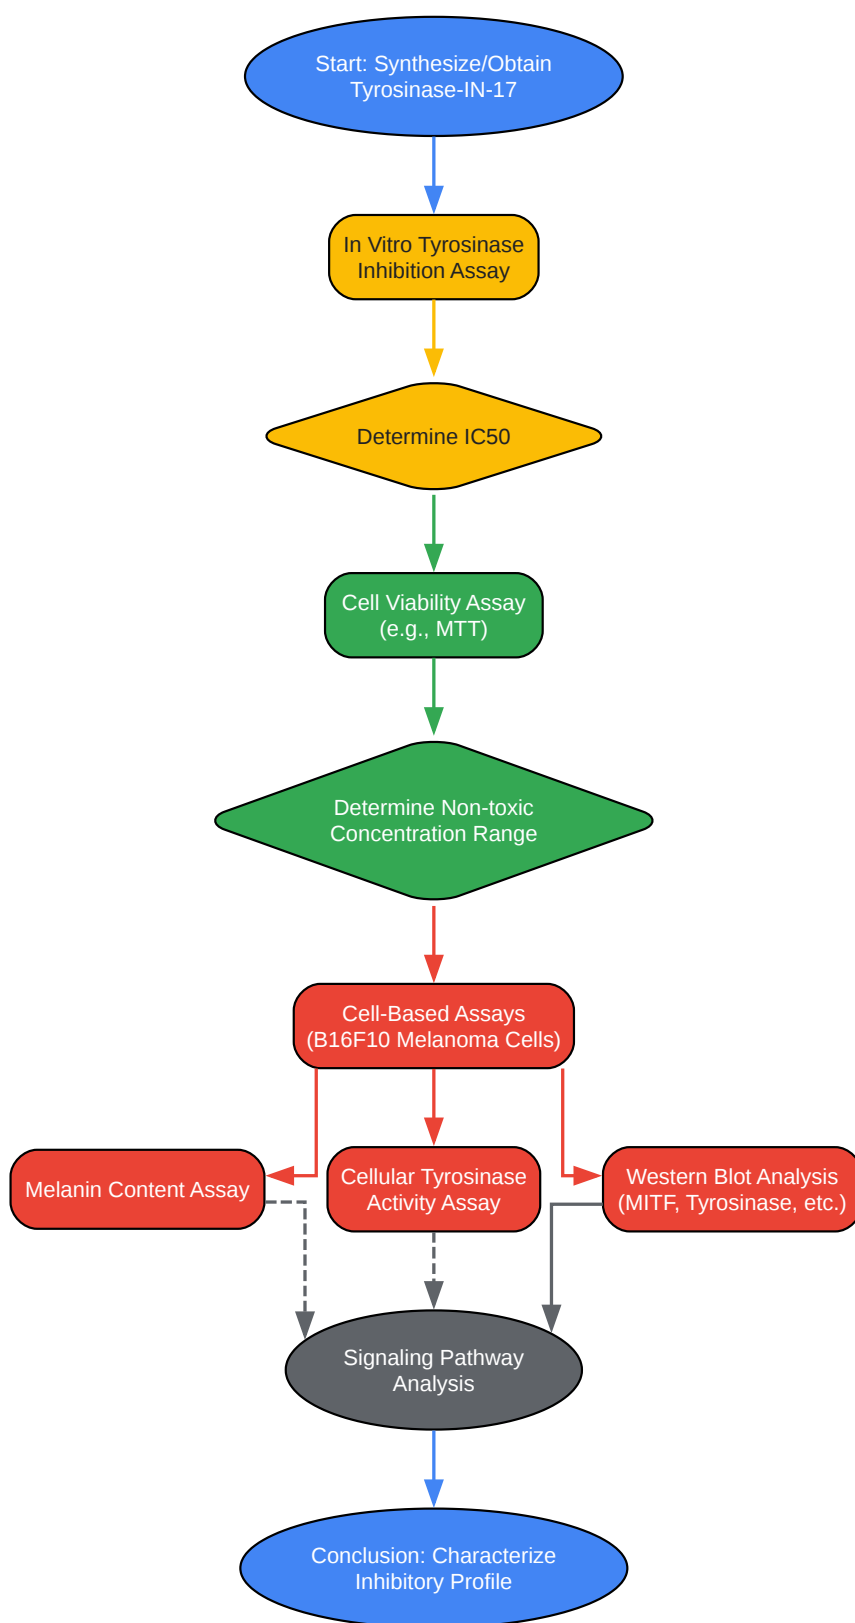 Start: Synthesize/Obtain
Tyrosinase-IN-17
In Vitro Tyrosinase
Inhibition Assay
Determine IC50
Cell Viability Assay
(e.g., MTT)
Determine Non-toxic
Concentration Range
Cell-Based Assays
(B16F10 Melanoma Cells)
Melanin Content Assay
Cellular Tyrosinase
Activity Assay
Western Blot Analysis
(MITF, Tyrosinase, etc.)
Signaling Pathway
Analysis
Conclusion: Characterize
Inhibitory Profile